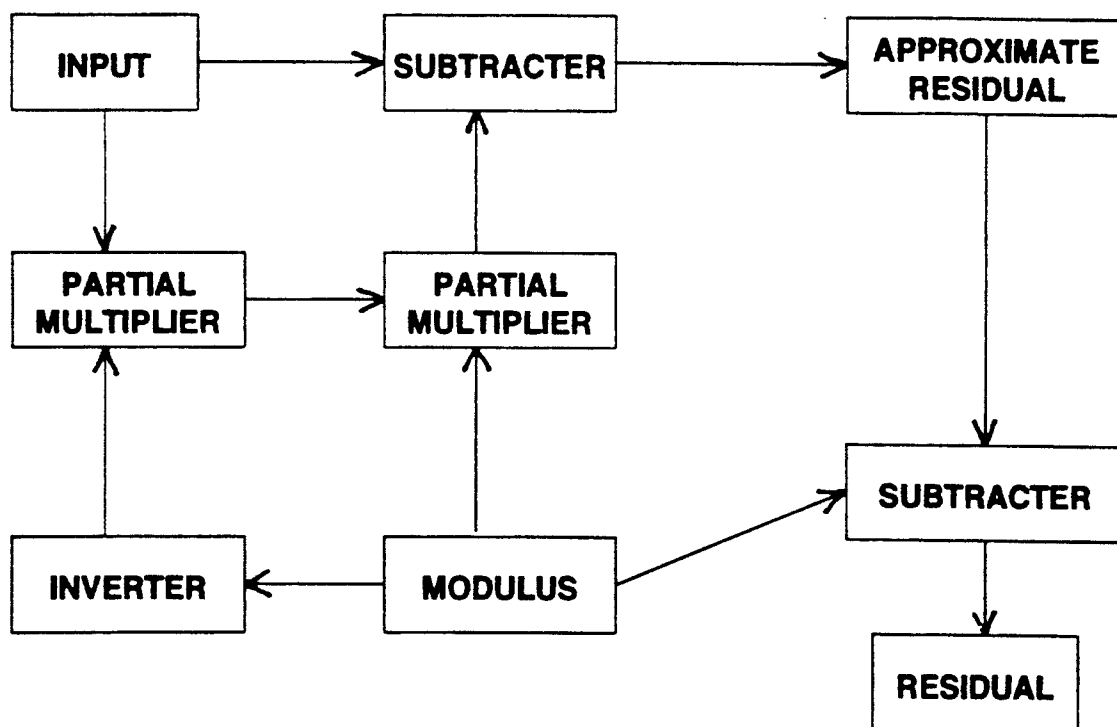 INPUT
SUBTRACTER
APPROXIMATE
RESIDUAL
PARTIAL
MULTIPLIER
PARTIAL
MULTIPLIER
SUBTRACTER
INVERTER
MODULUS
RESIDUAL